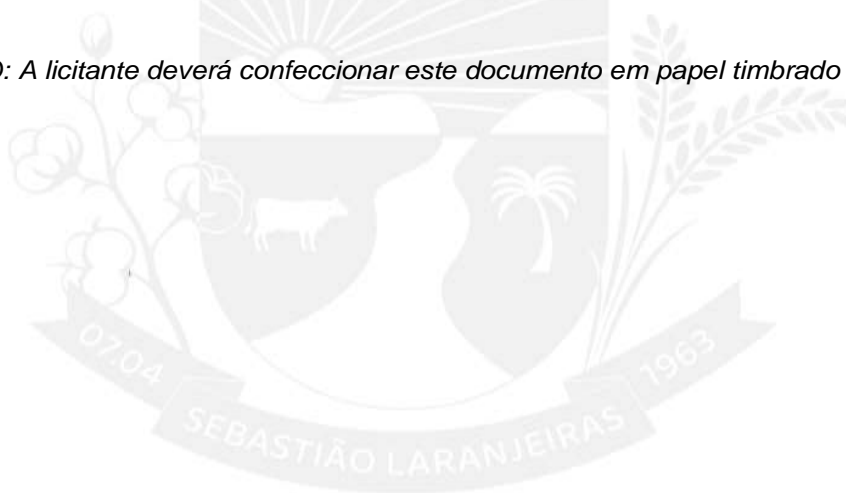 : A licitante deverá confeccionar este documento em papel timbrado
07.04
1963
SEBASTIÃO LARANJEIRAS